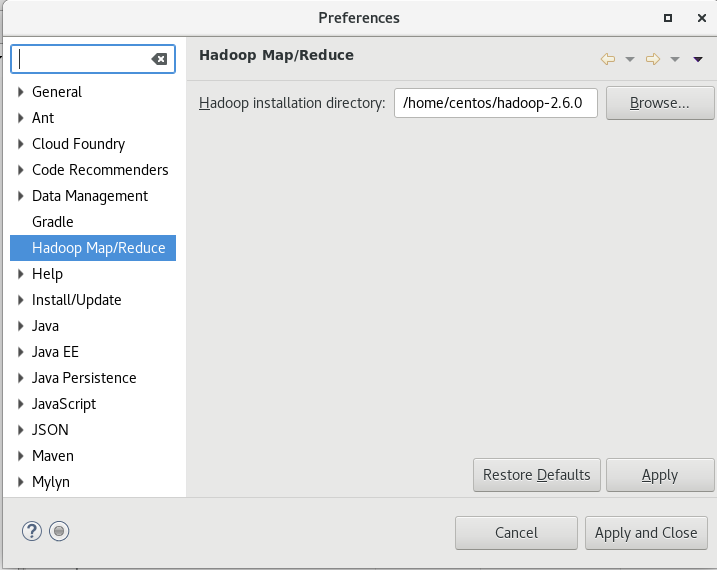 Preferences
Hadoop Map/Reduce
General
Ant
Cloud Foundry
Code Recommenders
Data Management
Gradle
Hadoop Map/Reduce
Help
Install/Update
Java
Java EE
Java Persistence
JavaScript
JSON
Maven
Mylyn
Hadoop installation directory: /home/centos/hadoop-2.6.0 Browse...
Restore Defaults Apply
? Cancel Apply and Close